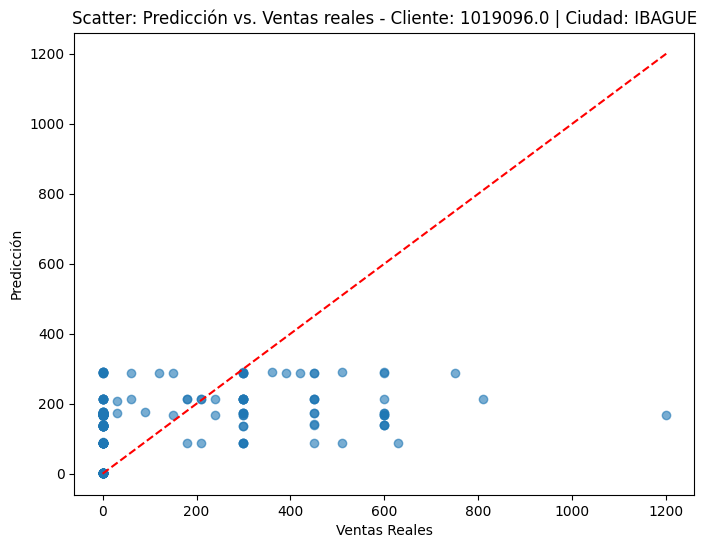 Scatter: Predicción vs. Ventas reales - Cliente: 1019096.0 | Ciudad: IBAGUE
1200
1000
800
600
400
200
0
Predicción
0 200 400 600 800 1000 1200
Ventas Reales